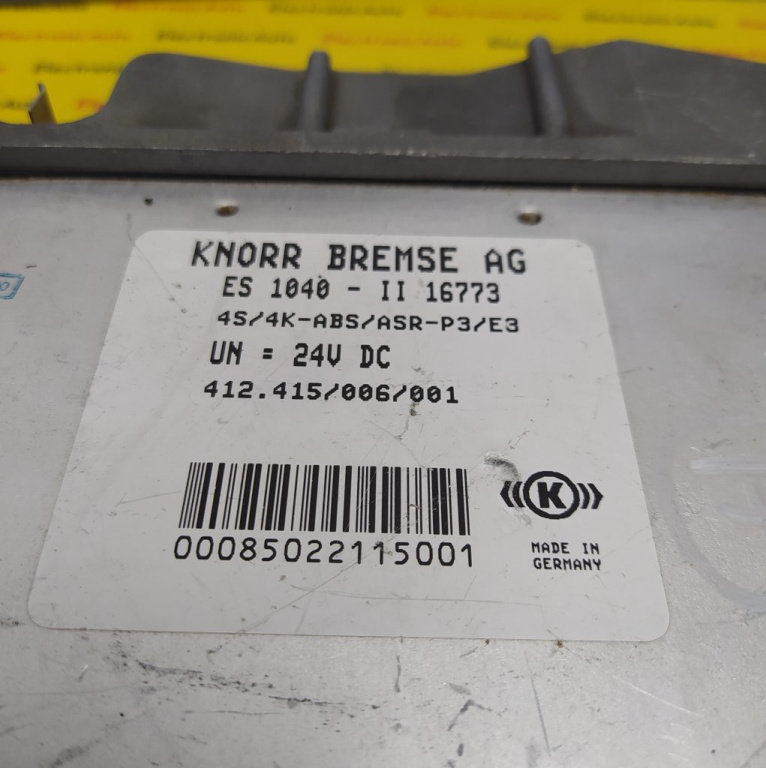 KNORR BREMSE AG
ES 1040 - II 16773
4S/4K-ABS/ASR-P3/E3
UN = 24V DC
412.415/006/001
K
00085022115001
MADE IN
GERMANY